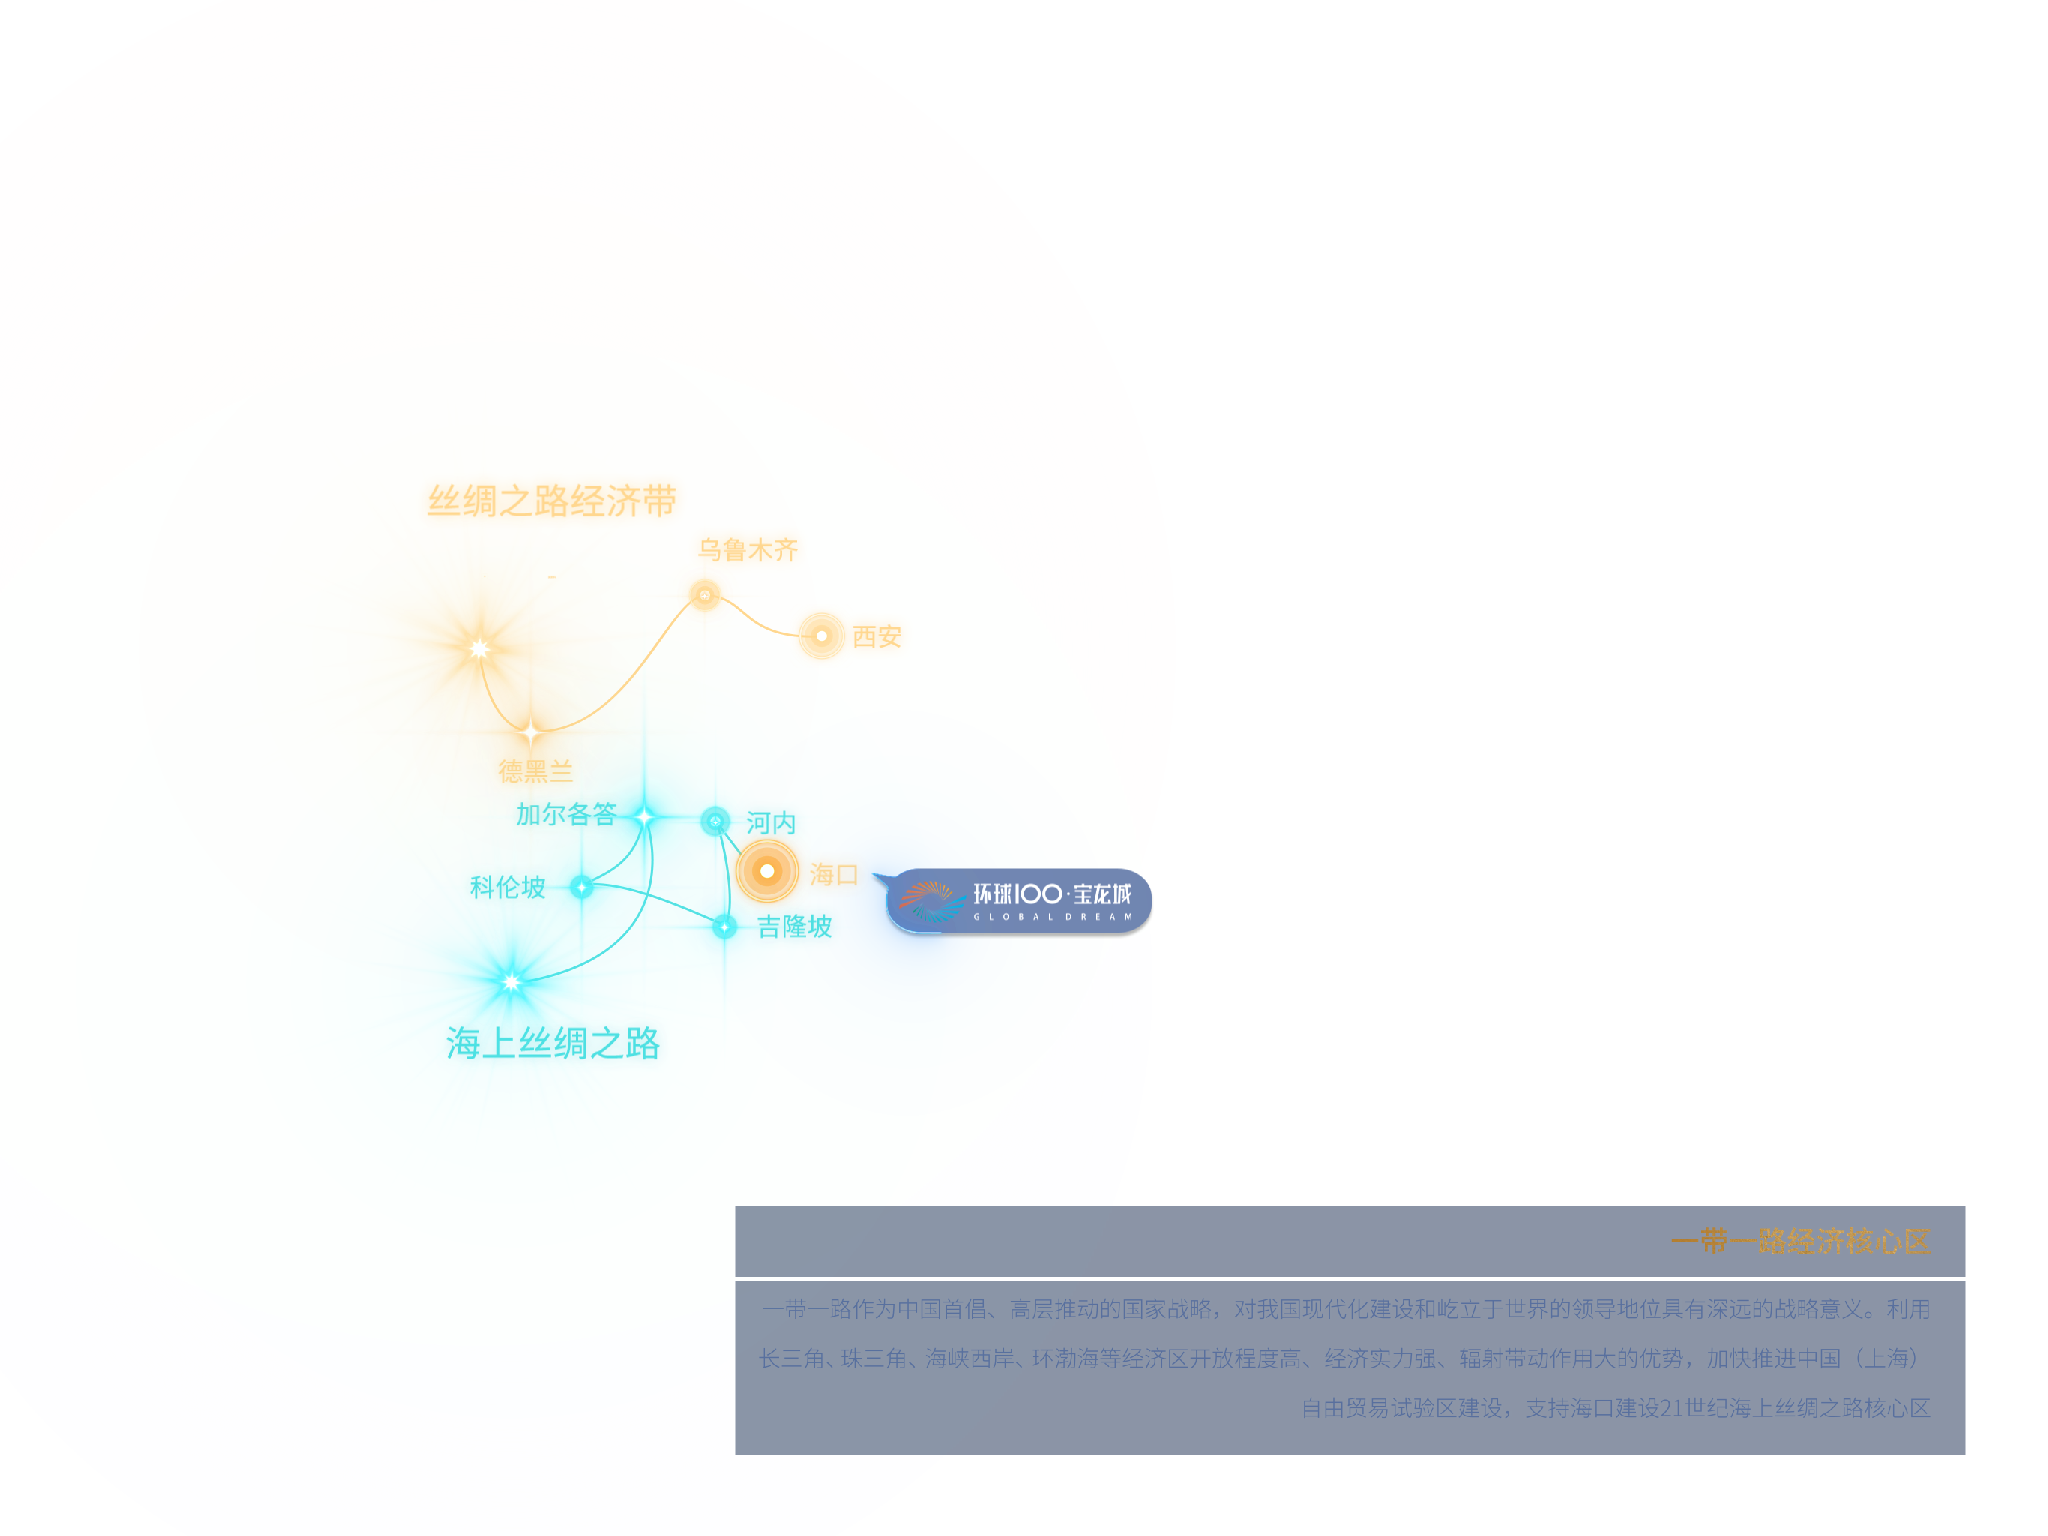 丝绸之路经济带
乌鲁木齐
西安
德黑兰
加尔各答
河内
海口
科伦坡
环球100·宝龙城
GLOBAL DREAM
吉隆坡
海上丝绸之路
一带一路经济核心区
一带一路作为中国首倡、高层推动的国家战略，对我国现代化建设和屹立于世界的领导地位具有深远的战略意义。利用
长三角、珠三角、海峡西岸、环渤海等经济区开放程度高、经济实力强、辐射带动作用大的优势，加快推进中国（上海）
自由贸易试验区建设，支持海口建设21世纪海上丝绸之路核心区